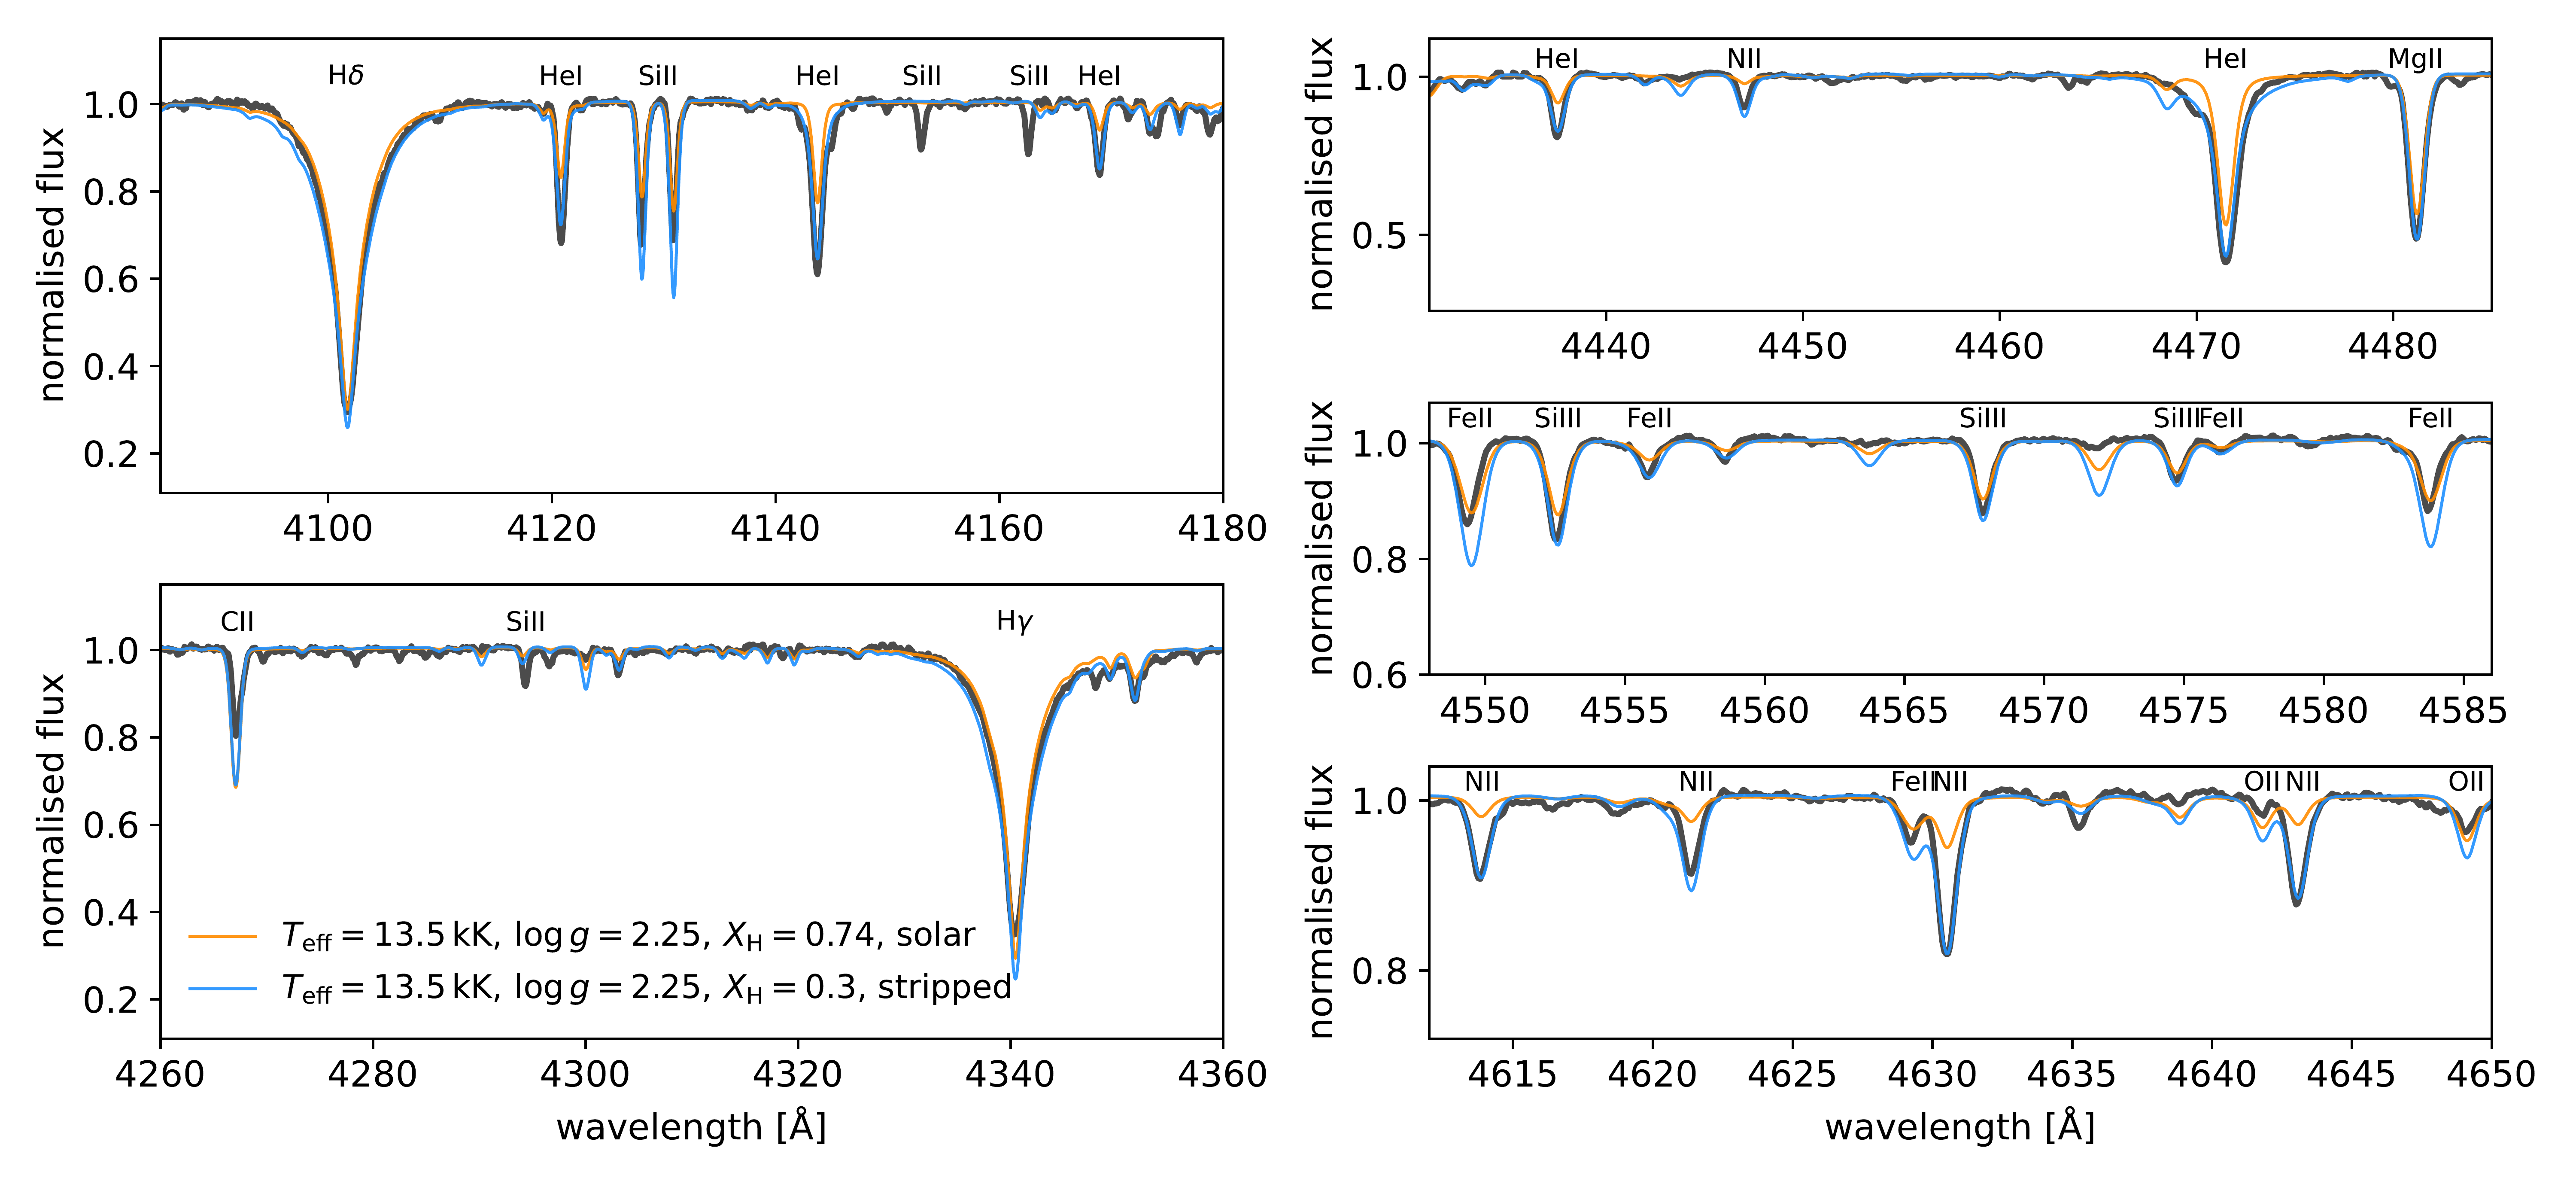 Hδ HeI SiII HeI SiII SiII HeI
normalised flux
1.0
0.8
0.6
0.4
0.2
4100 4120 4140 4160 4180
CII SiII Hγ
normalised flux
1.0
0.8
0.6
0.4
0.2
T_eff = 13.5 kK, log g = 2.25, X_H = 0.74, solar
T_eff = 13.5 kK, log g = 2.25, X_H = 0.3, stripped
4260 4280 4300 4320 4340 4360
wavelength [Å]
HeI NII HeI MgII
normalised flux
1.0
0.5
4440 4450 4460 4470 4480
FeII SiIII FeII SiIII SiIII FeII FeII
normalised flux
1.0
0.8
0.6
4550 4555 4560 4565 4570 4575 4580 4585
NII NII FeII NII OII NII OII
normalised flux
1.0
0.8
4615 4620 4625 4630 4635 4640 4645 4650
wavelength [Å]